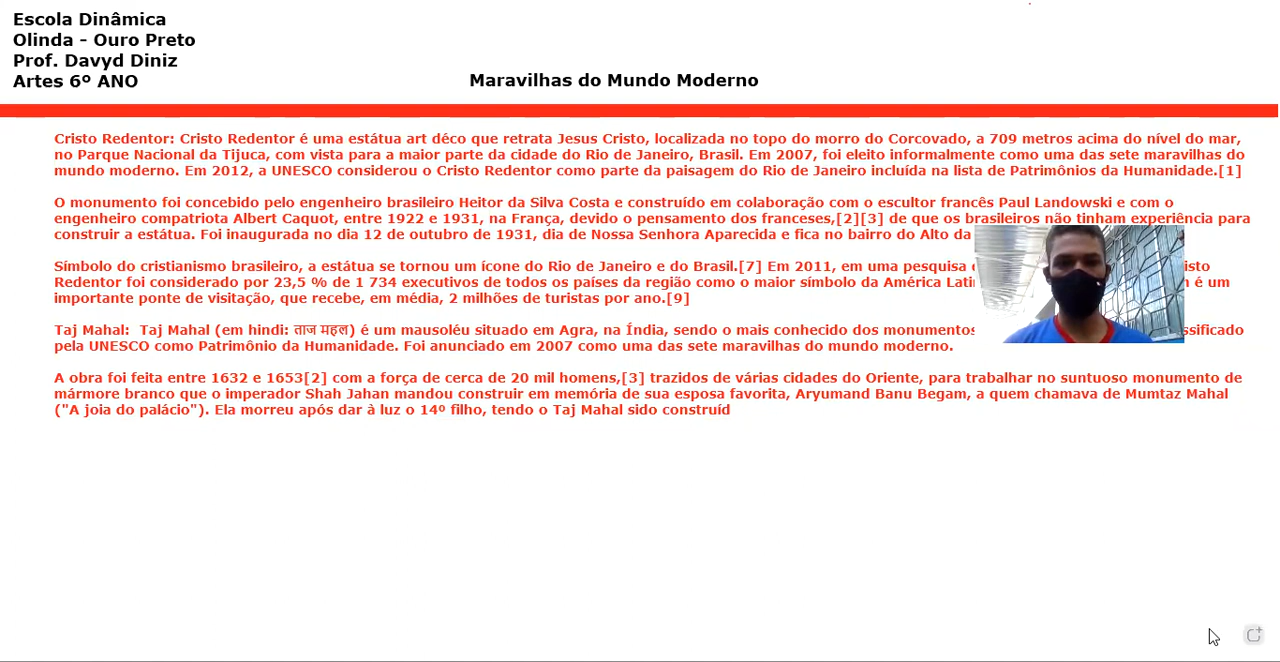 Escola Dinâmica
Olinda - Ouro Preto
Prof. Davyd Diniz
Artes 6º ANO
Maravilhas do Mundo Moderno
Cristo Redentor: Cristo Redentor é uma estátua art déco que retrata Jesus Cristo, localizada no topo do morro do Corcovado, a 709 metros acima do nível do mar,
no Parque Nacional da Tijuca, com vista para a maior parte da cidade do Rio de Janeiro, Brasil. Em 2007, foi eleito informalmente como uma das sete maravilhas do
mundo moderno. Em 2012, a UNESCO considerou o Cristo Redentor como parte da paisagem do Rio de Janeiro incluída na lista de Patrimônios da Humanidade.[1]
O monumento foi concebido pelo engenheiro brasileiro Heitor da Silva Costa e construído em colaboração com o escultor francês Paul Landowski e com o
engenheiro compatriota Albert Caquot, entre 1922 e 1931, na França, devido o pensamento dos franceses,[2][3] de que os brasileiros não tinham experiência para
construir a estátua. Foi inaugurada no dia 12 de outubro de 1931, dia de Nossa Senhora Aparecida e fica no bairro do Alto da
Símbolo do cristianismo brasileiro, a estátua se tornou um ícone do Rio de Janeiro e do Brasil.[7] Em 2011, em uma pesquisa
Redentor foi considerado por 23,5 % de 1 734 executivos de todos os países da região como o maior símbolo da América é um
importante ponte de visitação, que recebe, em média, 2 milhões de turistas por ano.[9]
Taj Mahal: Taj Mahal (em hindi: ताज महल) é um mausoléu situado em Agra, na Índia, sendo o mais conhecido dos monumentos
pela UNESCO como Patrimônio da Humanidade. Foi anunciado em 2007 como uma das sete maravilhas do mundo moderno.
A obra foi feita entre 1632 e 1653[2] com a força de cerca de 20 mil homens,[3] trazidos de várias cidades do Oriente, para trabalhar no suntuoso monumento de
mármore branco que o imperador Shah Jahan mandou construir em memória de sua esposa favorita, Aryumand Banu Begam, a quem chamava de Mumtaz Mahal
("A joia do palácio"). Ela morreu após dar à luz o 14º filho, tendo o Taj Mahal sido construíd